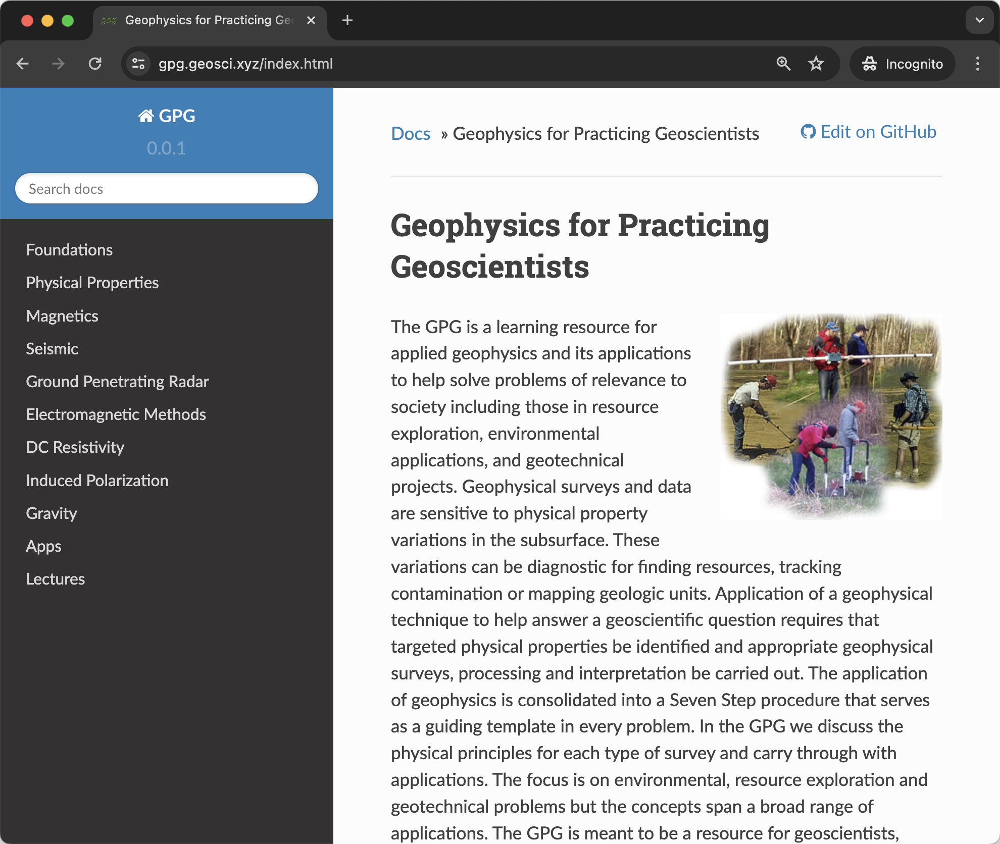 gpg Geophysics for Practicing Geo
gpg.geosci.xyz/index.html
Incognito
GPG
0.0.1
Search docs
Foundations
Physical Properties
Magnetics
Seismic
Ground Penetrating Radar
Electromagnetic Methods
DC Resistivity
Induced Polarization
Gravity
Apps
Lectures
Docs » Geophysics for Practicing Geoscientists
Edit on GitHub
Geophysics for Practicing
Geoscientists
The GPG is a learning resource for
applied geophysics and its applications
to help solve problems of relevance to
society including those in resource
exploration, environmental
applications, and geotechnical
projects. Geophysical surveys and data
are sensitive to physical property
variations in the subsurface. These
variations can be diagnostic for finding resources, tracking
contamination or mapping geologic units. Application of a geophysical
technique to help answer a geoscientific question requires that
targeted physical properties be identified and appropriate geophysical
surveys, processing and interpretation be carried out. The application
of geophysics is consolidated into a Seven Step procedure that serves
as a guiding template in every problem. In the GPG we discuss the
physical principles for each type of survey and carry through with
applications. The focus is on environmental, resource exploration and
geotechnical problems but the concepts span a broad range of
applications. The GPG is meant to be a resource for geoscientists,